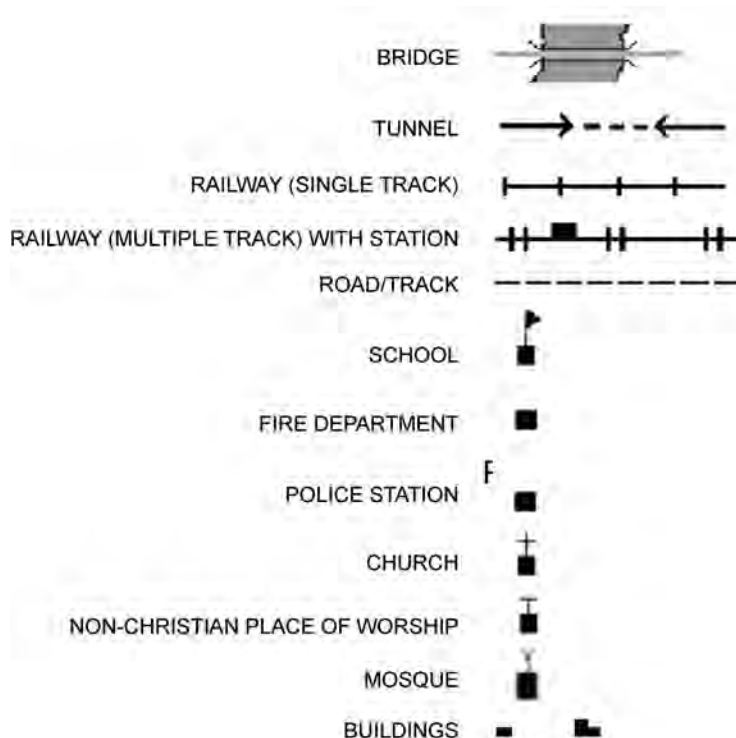 BRIDGE
TUNNEL
RAILWAY (SINGLE TRACK)
RAILWAY (MULTIPLE TRACK) WITH STATION
ROAD/TRACK
SCHOOL
FIRE DEPARTMENT
P
POLICE STATION
CHURCH
NON-CHRISTIAN PLACE OF WORSHIP
MOSQUE
BUILDINGS